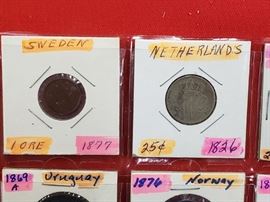 SWEDEN
1 ORE
1877
NETHERLANDS
25¢
1826
1869
A
Uruguay
1876
Norway